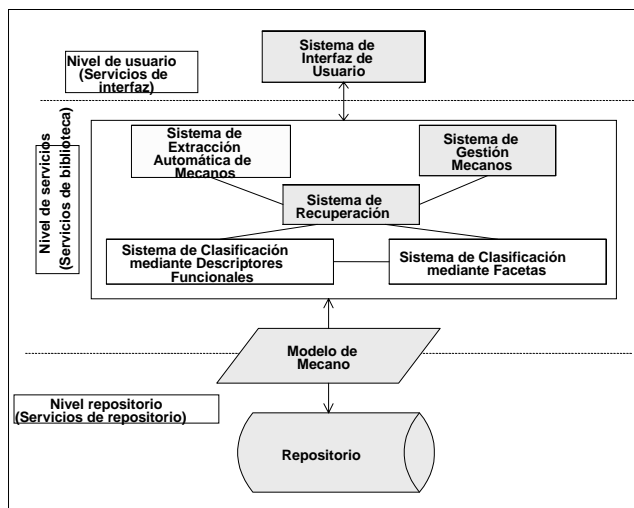 Nivel de usuario
(Servicios de
interfaz)
Sistema de
Interfaz de
Usuario
Nivel de servicios
(Servicios de biblioteca)
Sistema de
Extracción
Automática de
Mecanos
Sistema de
Gestión
Mecanos
Sistema de
Recuperación
Sistema de Clasificación
mediante Descriptores
Funcionales
Sistema de Clasificación
mediante Facetas
Modelo de
Mecano
Nivel repositorio
(Servicios de repositorio)
Repositorio